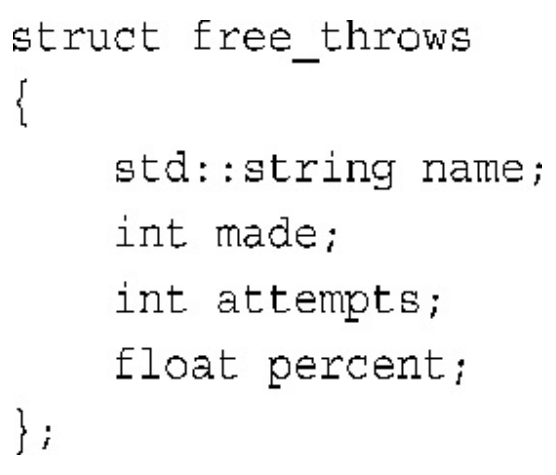 struct free_throws
{
    std::string name;
    int made;
    int attempts;
    float percent;
};